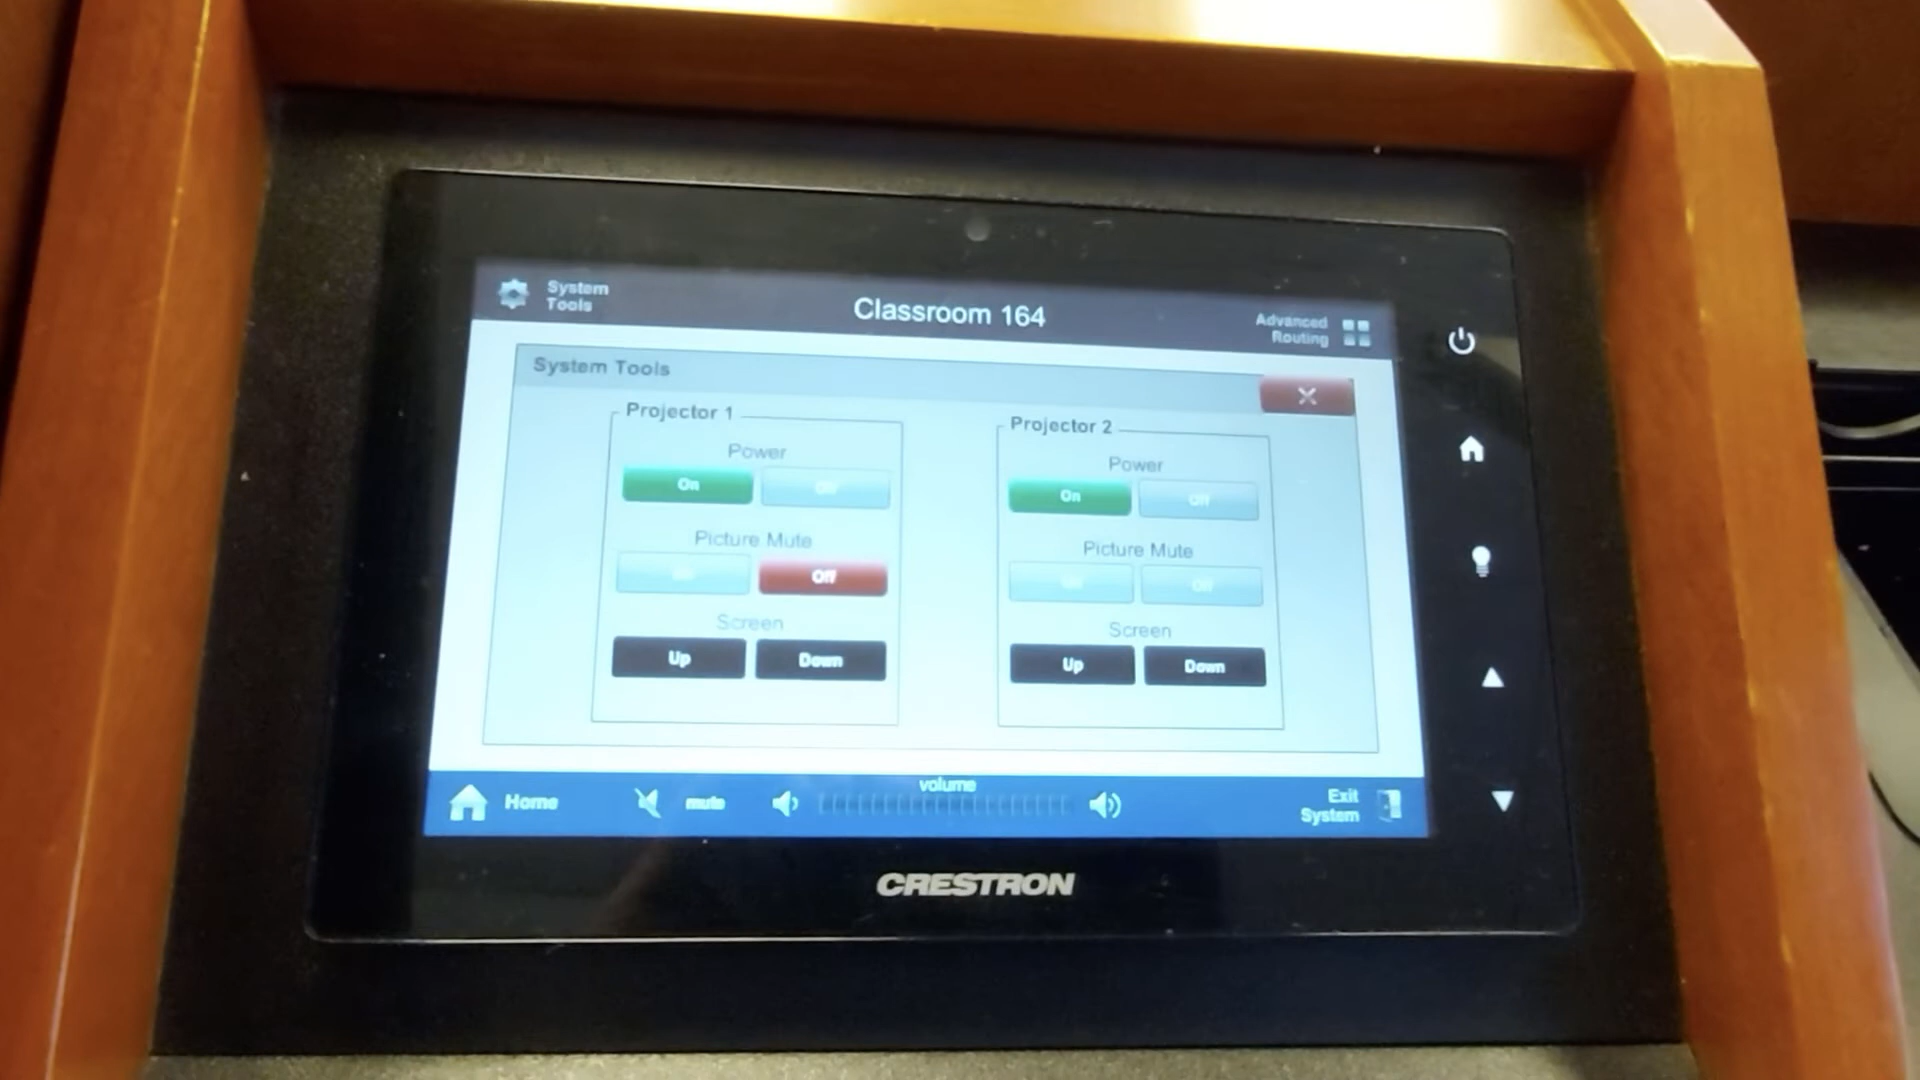 System
Tools
Classroom 164
Advanced
Routing
System Tools
Projector 1
Projector 2
Power
Power
On
On
Off
Picture Mute
Picture Mute
Off
Off
Screen
Screen
Up
Down
Up
Down
Home
mute
volume
Exit
System
CRESTRON